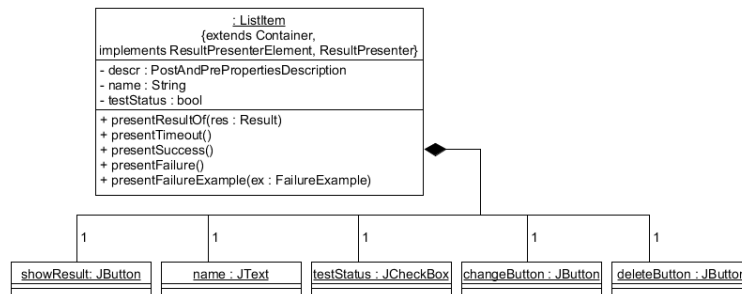 : ListItem
{extends Container,
implements ResultPresenterElement, ResultPresenter}
- descr : PostAndPrePropertiesDescription
- name : String
- testStatus : bool
+ presentResultOf(res : Result)
+ presentTimeout()
+ presentSuccess()
+ presentFailure()
+ presentFailureExample(ex : FailureExample)
1 1 1 1 1
showResult: JButton name : JText testStatus : JCheckBox changeButton : JButton deleteButton : JButton